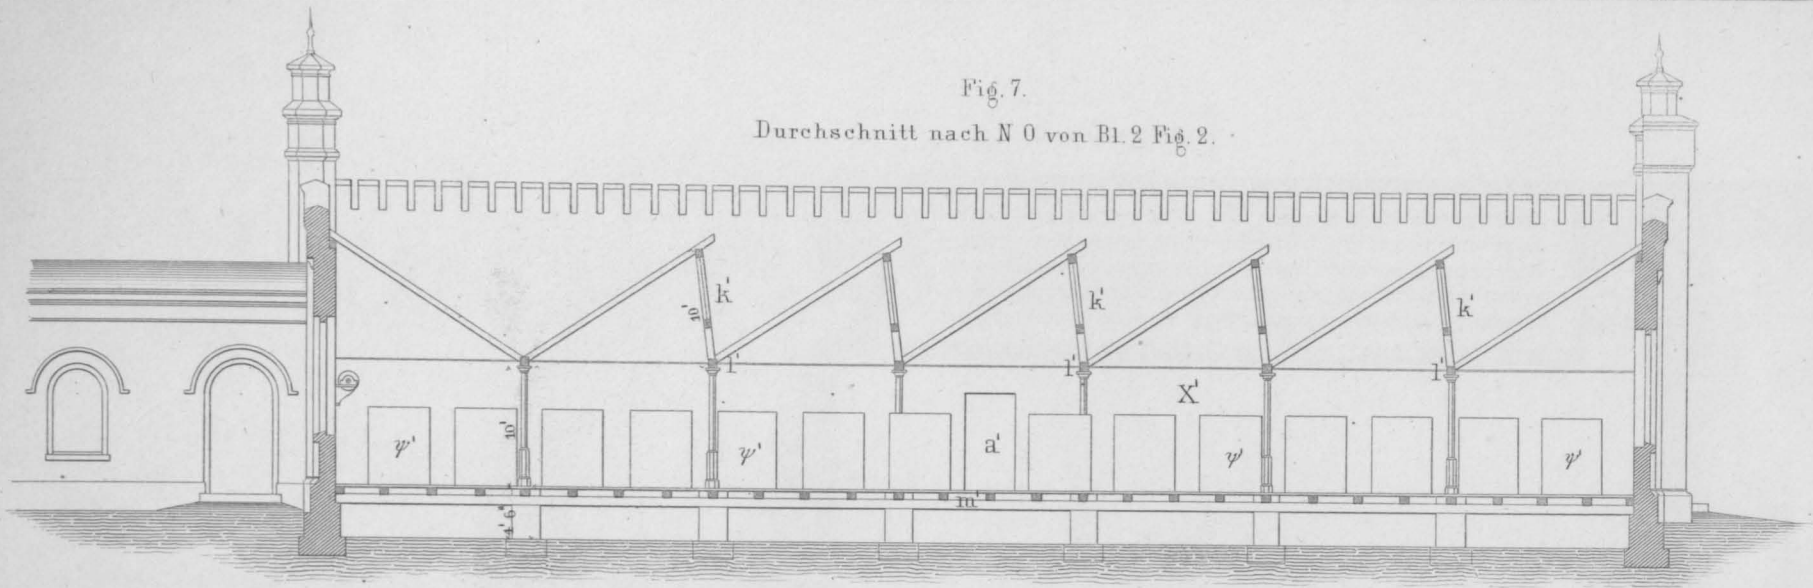 Fig. 7.
Durchschnitt nach N O von Bl. 2 Fig. 2.
k'
k'
k'
10'
l'
l'
l'
X'
10'
ψ'
ψ'
a'
ψ
ψ
m'
4' 6"